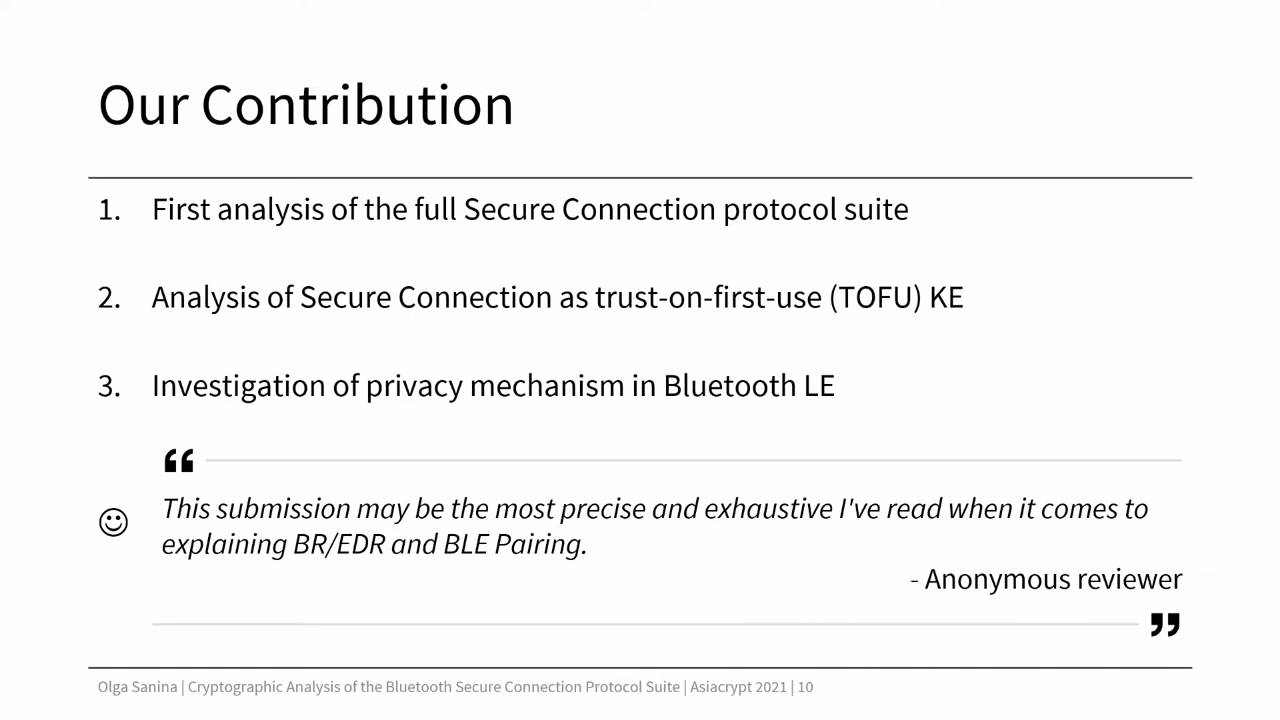 Our Contribution
1. First analysis of the full Secure Connection protocol suite
2. Analysis of Secure Connection as trust-on-first-use (TOFU) KE
3. Investigation of privacy mechanism in Bluetooth LE
“
☺ This submission may be the most precise and exhaustive I've read when it comes to
explaining BR/EDR and BLE Pairing.
- Anonymous reviewer
”
Olga Sanina | Cryptographic Analysis of the Bluetooth Secure Connection Protocol Suite | Asiacrypt 2021 | 10